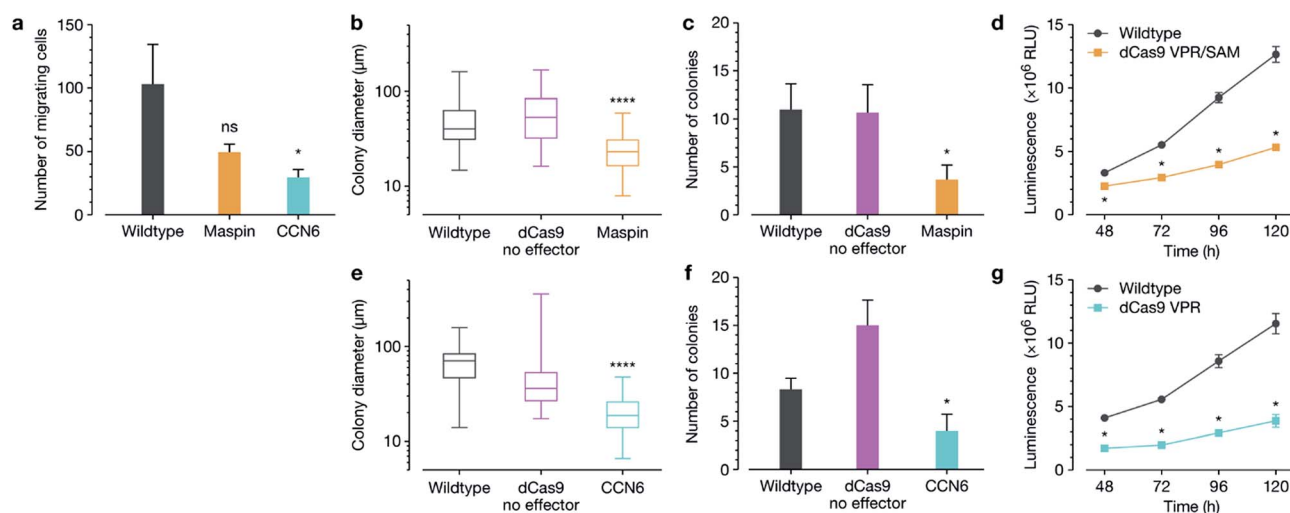 a
Number of migrating cells
150
100
50
0
ns
*
Wildtype Maspin CCN6
b
Colony diameter (µm)
100
10
****
Wildtype dCas9 Maspin
no effector
c
Number of colonies
20
15
10
5
0
*
Wildtype dCas9 Maspin
no effector
d
Luminescence (×10⁶ RLU)
15
10
5
0
Wildtype
dCas9 VPR/SAM
* * * *
48 72 96 120
Time (h)
e
Colony diameter (µm)
100
10
****
Wildtype dCas9 CCN6
no effector
f
Number of colonies
20
15
10
5
0
*
Wildtype dCas9 CCN6
no effector
g
Luminescence (×10⁶ RLU)
15
10
5
0
Wildtype
dCas9 VPR
* * * *
48 72 96 120
Time (h)